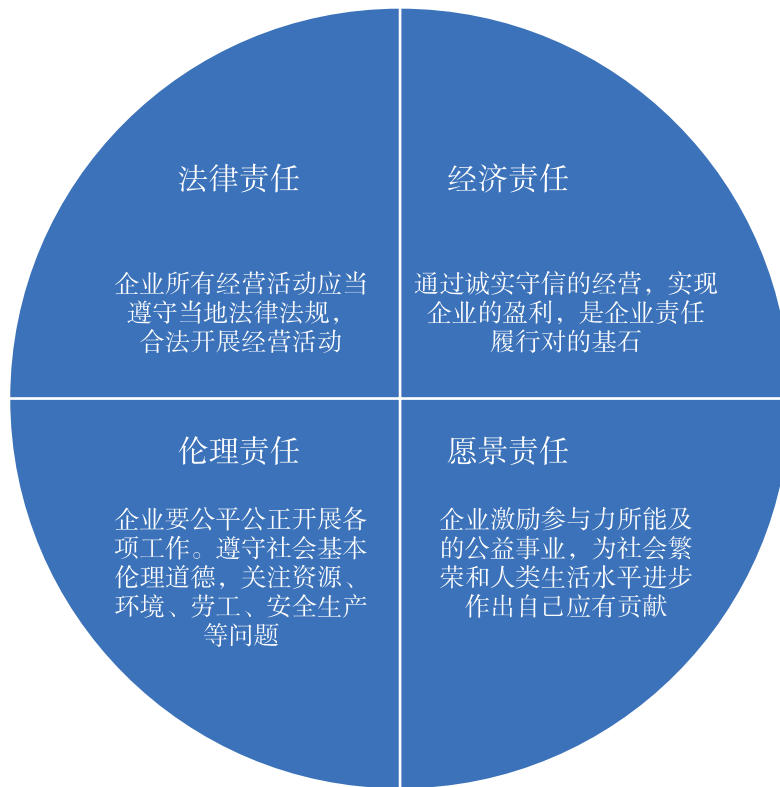 法律责任
企业所有经营活动应当
遵守当地法律法规，
合法开展经营活动
经济责任
通过诚实守信的经营，实现
企业的盈利，是企业责任
履行对的基石
伦理责任
企业要公平公正开展各
项工作。遵守社会基本
伦理道德，关注资源、
环境、劳工、安全生产
等问题
愿景责任
企业激励参与力所能及
的公益事业，为社会繁
荣和人类生活水平进步
作出自己应有贡献